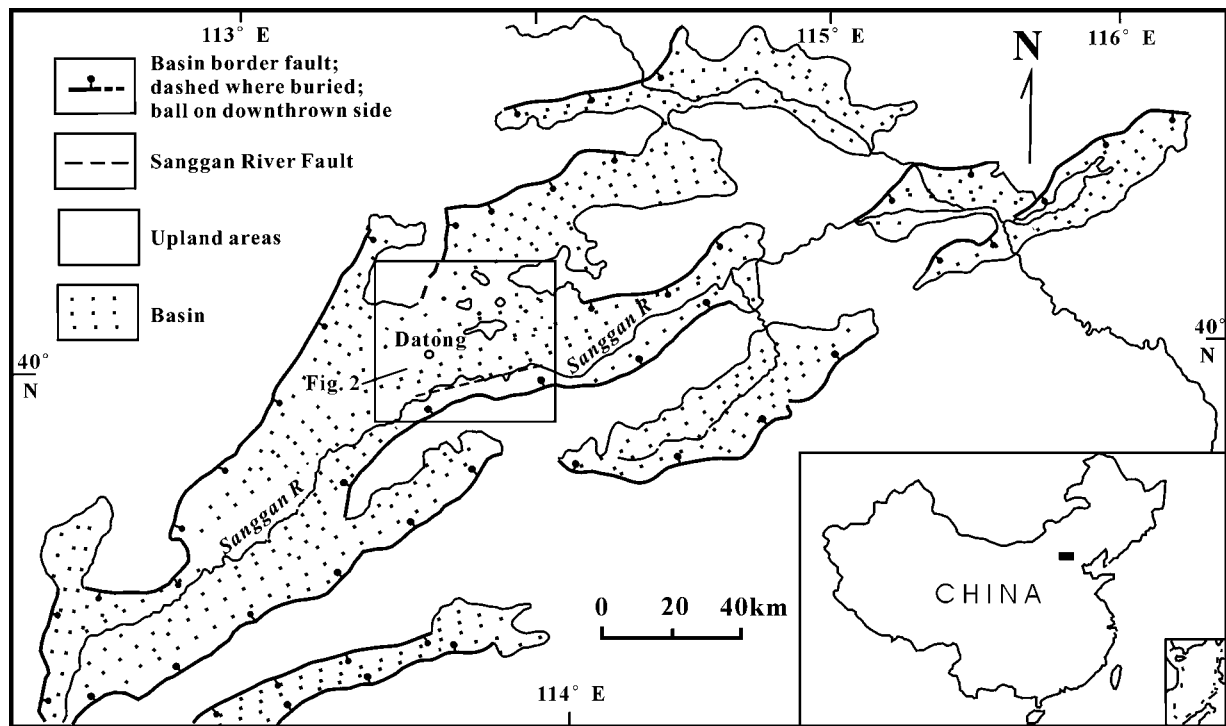 113° E
115° E
116° E
N
Basin border fault;
dashed where buried;
ball on downthrown side
Sanggan River Fault
Upland areas
Basin
Datong
Sanggan R
40°
N
40°
N
Fig. 2
Sanggan R
0 20 40km
CHINA
114° E